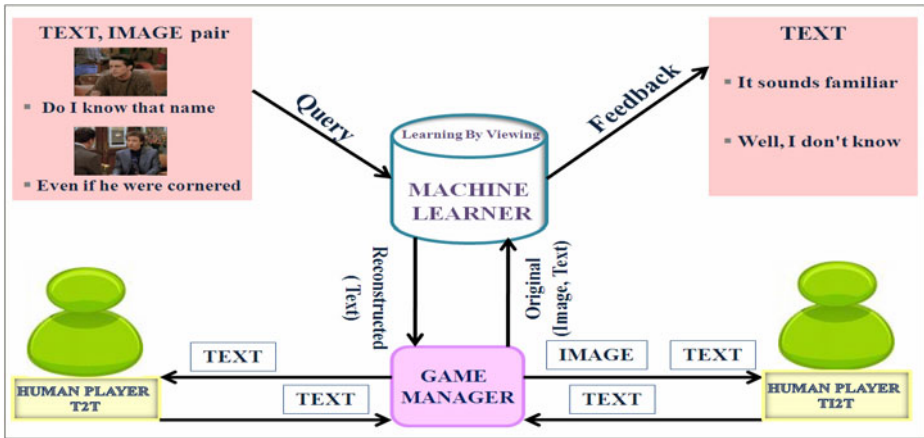 TEXT, IMAGE pair
Do I know that name
Even if he were cornered
Query
Learning By Viewing
MACHINE
LEARNER
Feedback
TEXT
It sounds familiar
Well, I don't know
Reconstructed
( Text)
Original
(Image, Text)
HUMAN PLAYER
T2T
TEXT
TEXT
GAME
MANAGER
IMAGE
TEXT
TEXT
HUMAN PLAYER
TI2T